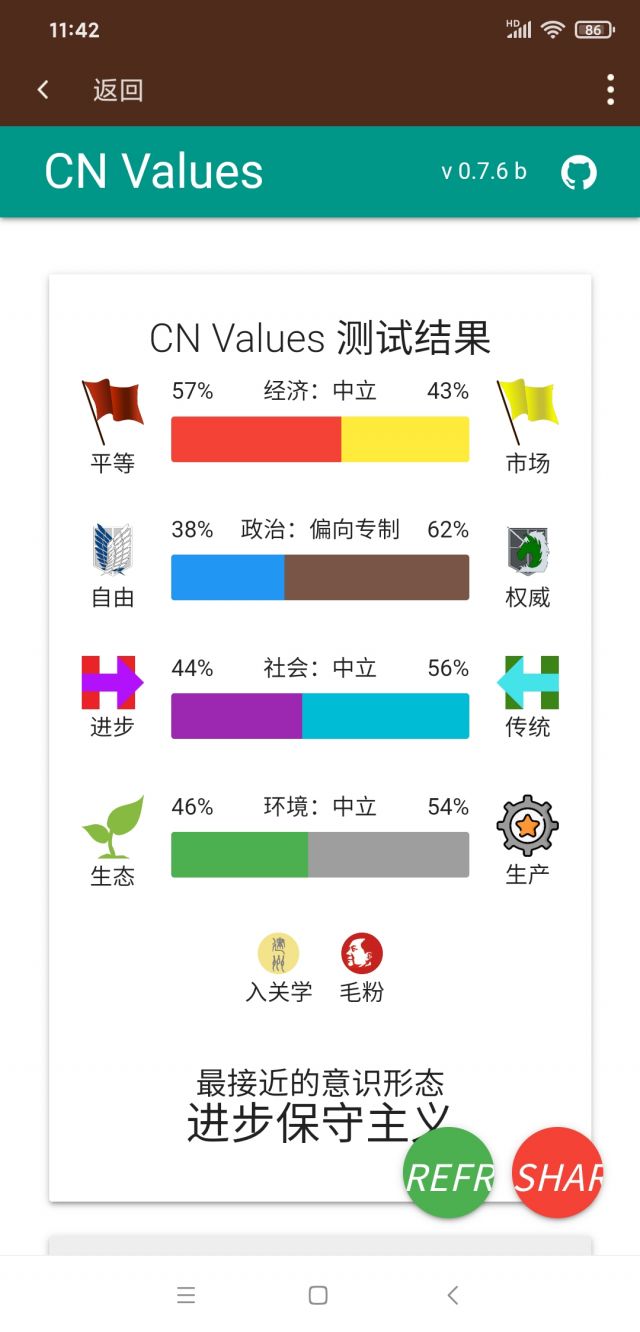 11:42
HD
86
返回
CN Values
v 0.7.6 b
CN Values 测试结果
57% 经济：中立 43%
平等 市场
38% 政治：偏向专制 62%
自由 权威
44% 社会：中立 56%
进步 传统
46% 环境：中立 54%
生态 生产
入关学 毛粉
最接近的意识形态
进步保守主义
REFR SHAR